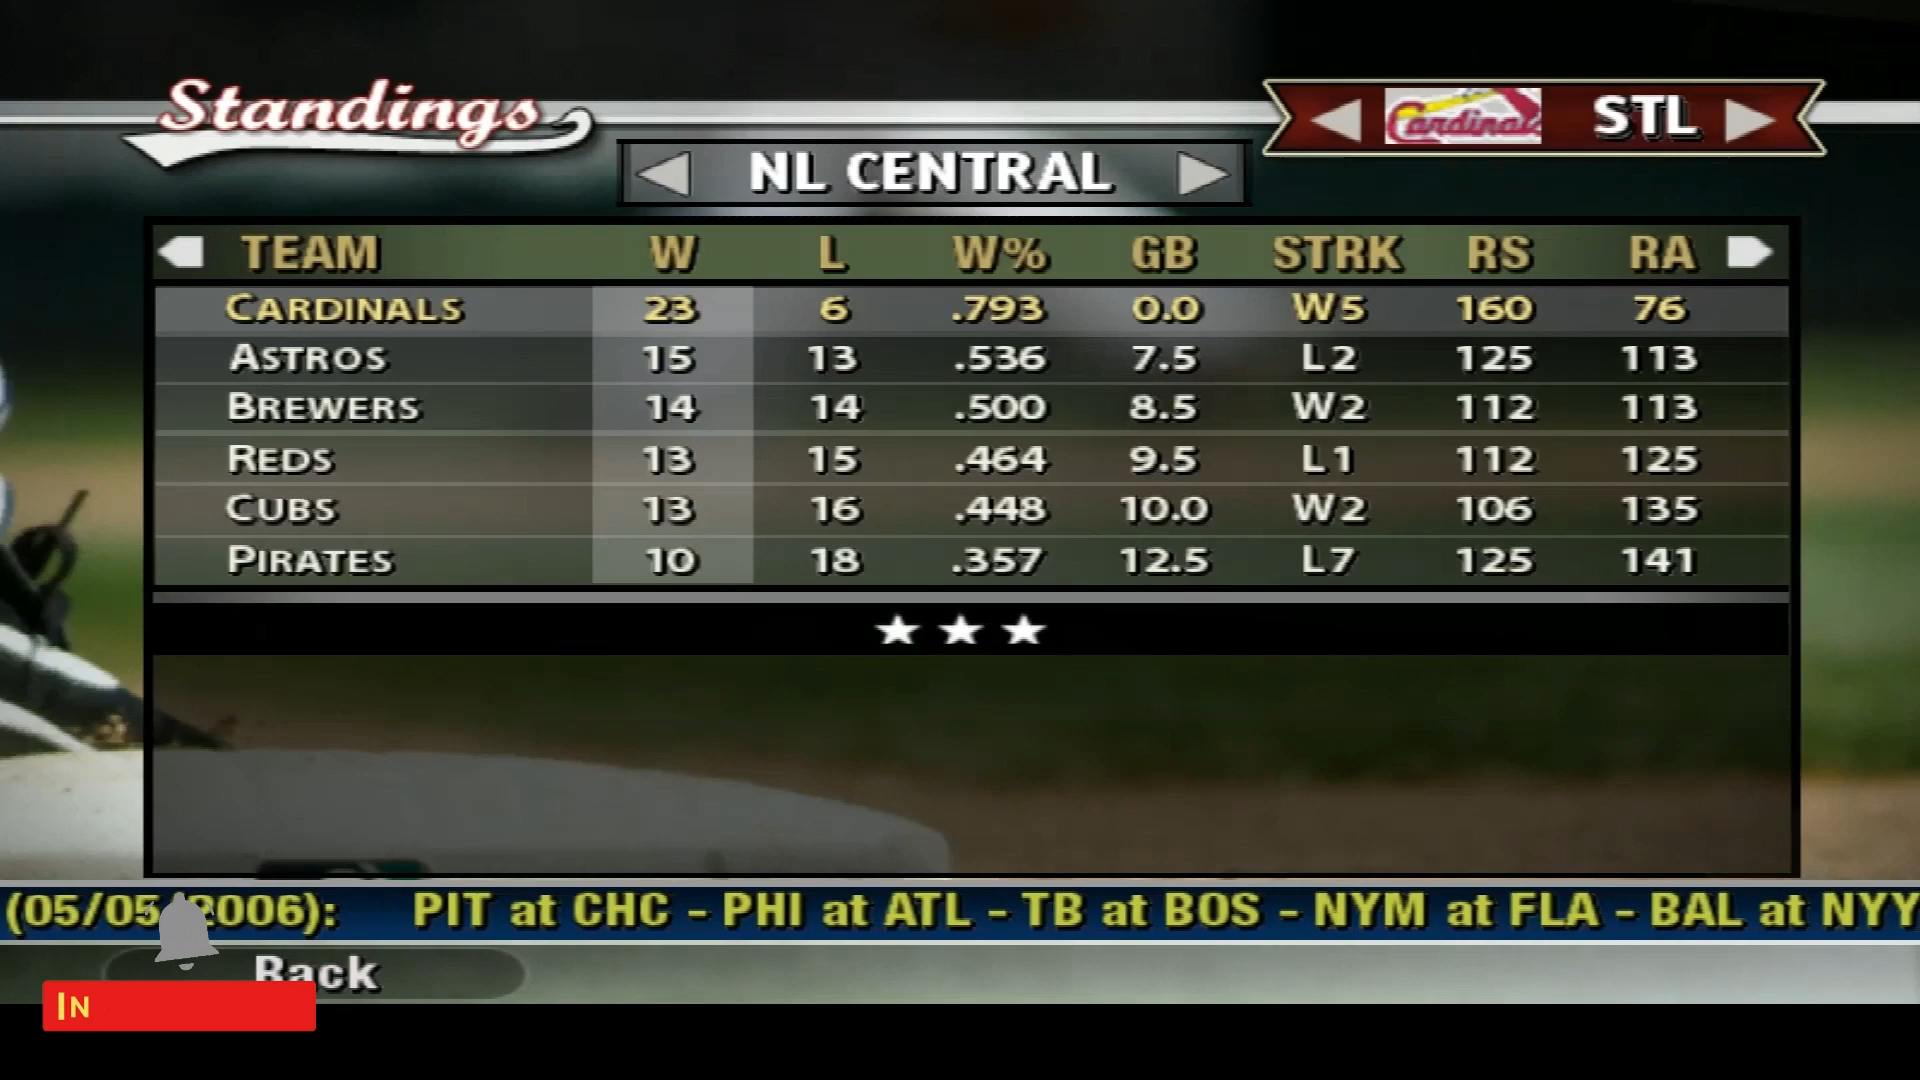 Standings
Cardinals STL
NL CENTRAL
TEAM W L W% GB STRK RS RA
CARDINALS 23 6 .793 0.0 W5 160 76
ASTROS 15 13 .536 7.5 L2 125 113
BREWERS 14 14 .500 8.5 W2 112 113
REDS 13 15 .464 9.5 L1 112 125
CUBS 13 16 .448 10.0 W2 106 135
PIRATES 10 18 .357 12.5 L7 125 141
(05/05/2006): PIT at CHC - PHI at ATL - TB at BOS - NYM at FLA - BAL at NYY
Back
IN